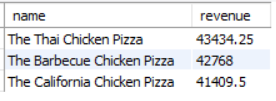 name revenue
The Thai Chicken Pizza 43434.25
The Barbecue Chicken Pizza 42768
The California Chicken Pizza 41409.5